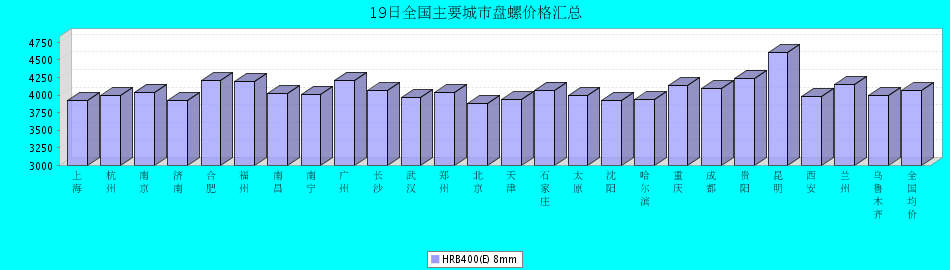 19日全国主要城市盘螺价格汇总
4750
4500
4250
4000
3750
3500
3250
3000
上海
杭州
南京
济南
合肥
福州
南昌
南宁
广州
长沙
武汉
郑州
北京
天津
石家庄
太原
沈阳
哈尔滨
重庆
成都
贵阳
昆明
西安
兰州
乌鲁木齐
全国均价
HRB400(E) 8mm